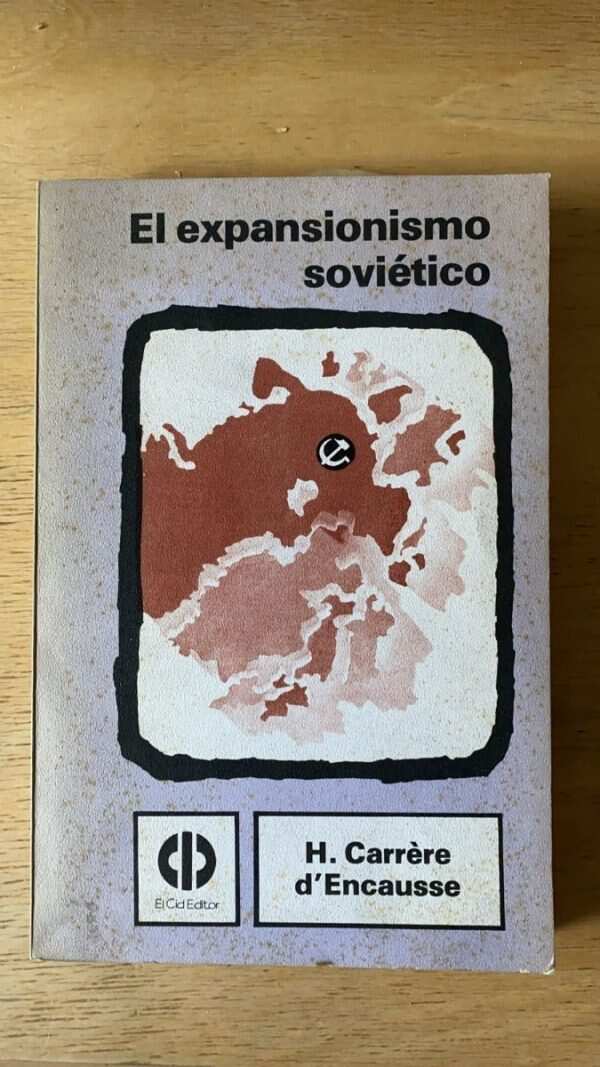 El expansionismo
soviético
El Cid Editor
H. Carrère
d'Encausse